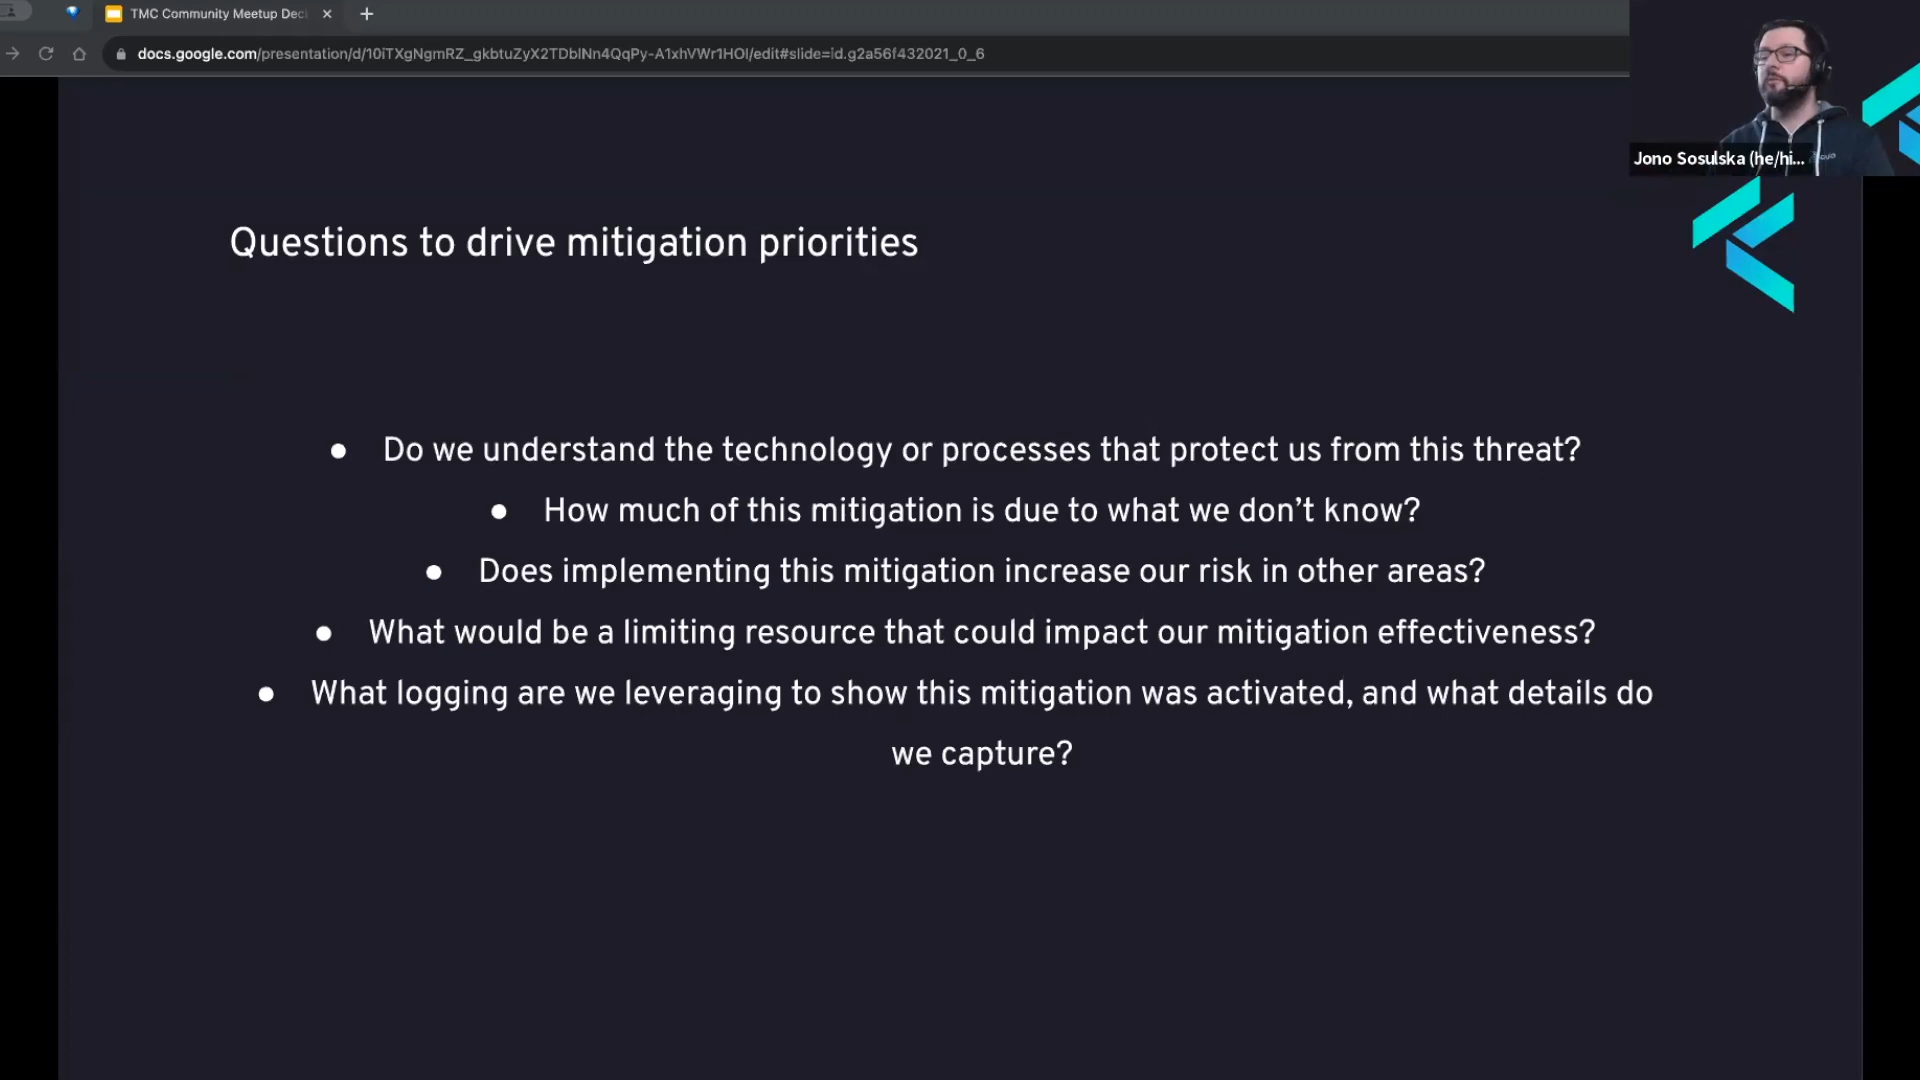 TMC Community Meetup Dec
docs.google.com/presentation/d/10iTXgNgmRZ_gkbtuZyX2TDblNn4QqPy-A1xhVWr1HOI/edit#slide=id.g2a56f432021_0_6
Jono Sosulska (he/hi...
Questions to drive mitigation priorities
● Do we understand the technology or processes that protect us from this threat?
● How much of this mitigation is due to what we don’t know?
● Does implementing this mitigation increase our risk in other areas?
● What would be a limiting resource that could impact our mitigation effectiveness?
● What logging are we leveraging to show this mitigation was activated, and what details do
we capture?